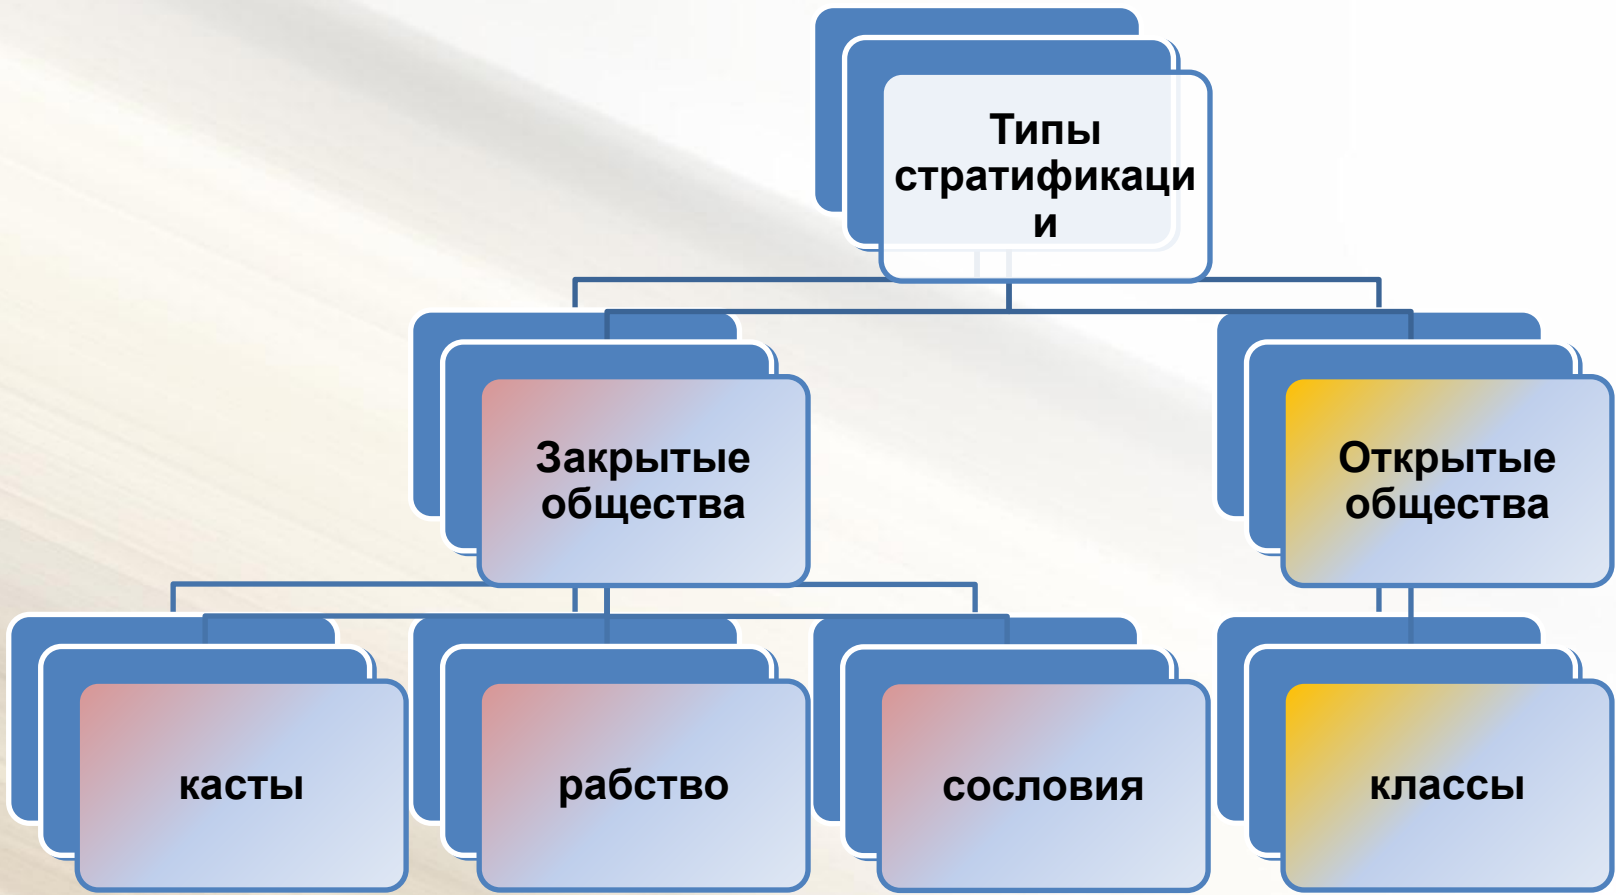 Типы
стратификаци
и
Закрытые
общества
Открытые
общества
касты
рабство
сословия
классы